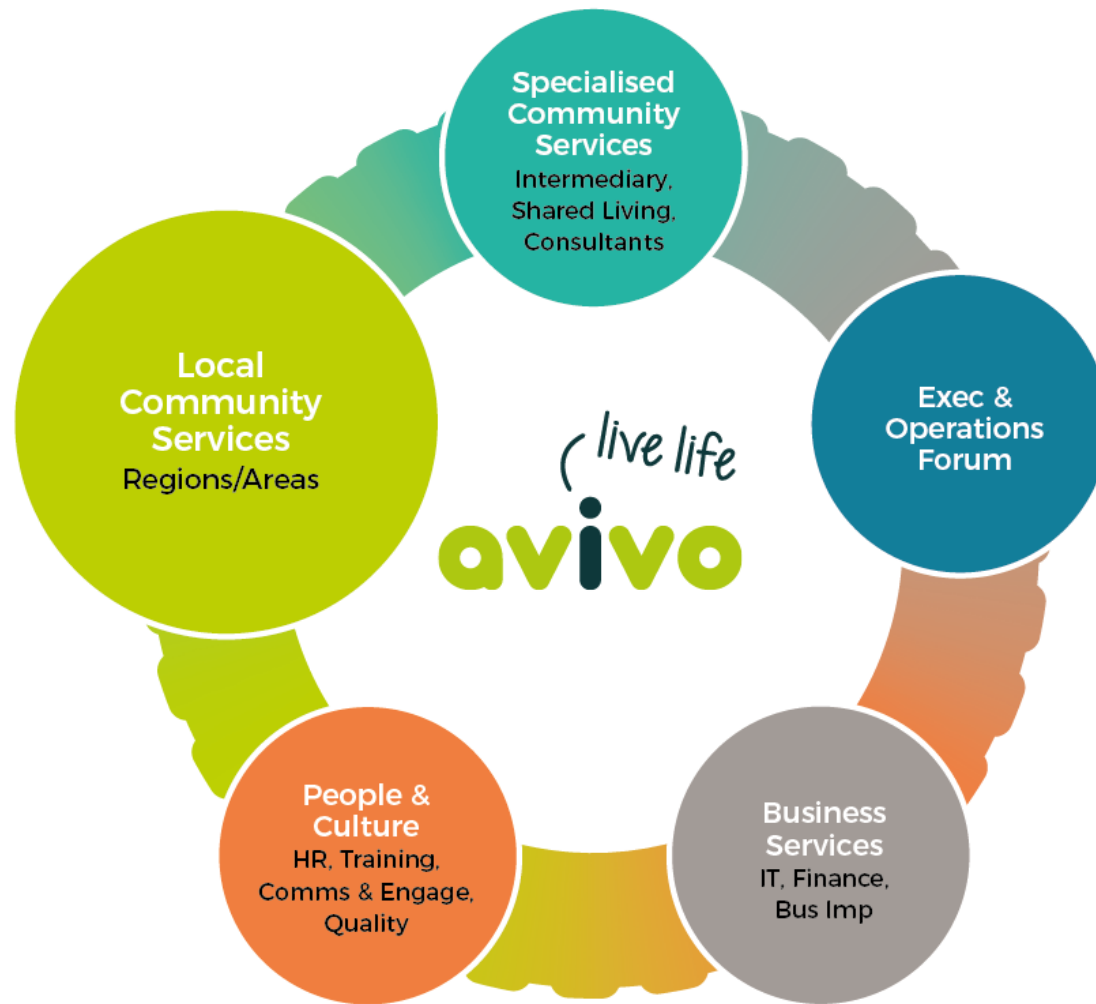 Specialised
Community
Services
Intermediary,
Shared Living,
Consultants
Local
Community
Services
Regions/Areas
Exec &
Operations
Forum
live life
avivo
People &
Culture
HR, Training,
Comms & Engage,
Quality
Business
Services
IT, Finance,
Bus Imp